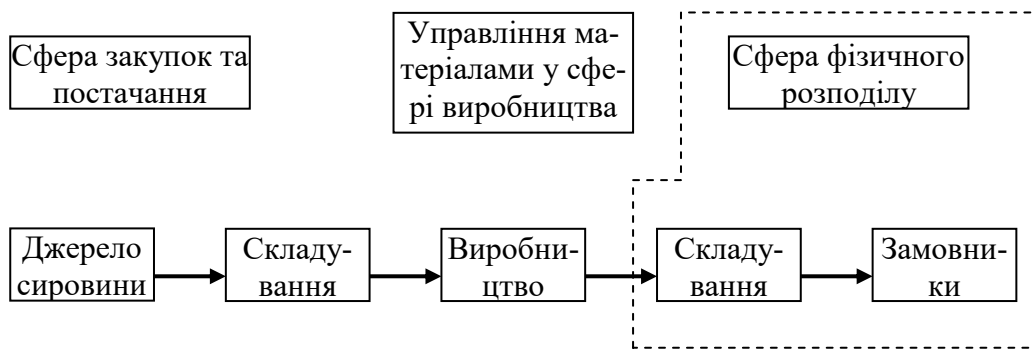 Сфера закупок та
постачання
Управління ма-
теріалами у сфе-
рі виробництва
Сфера фізичного
розподілу
Джерело
сировини
Складу-
вання
Виробни-
цтво
Складу-
вання
Замовни-
ки